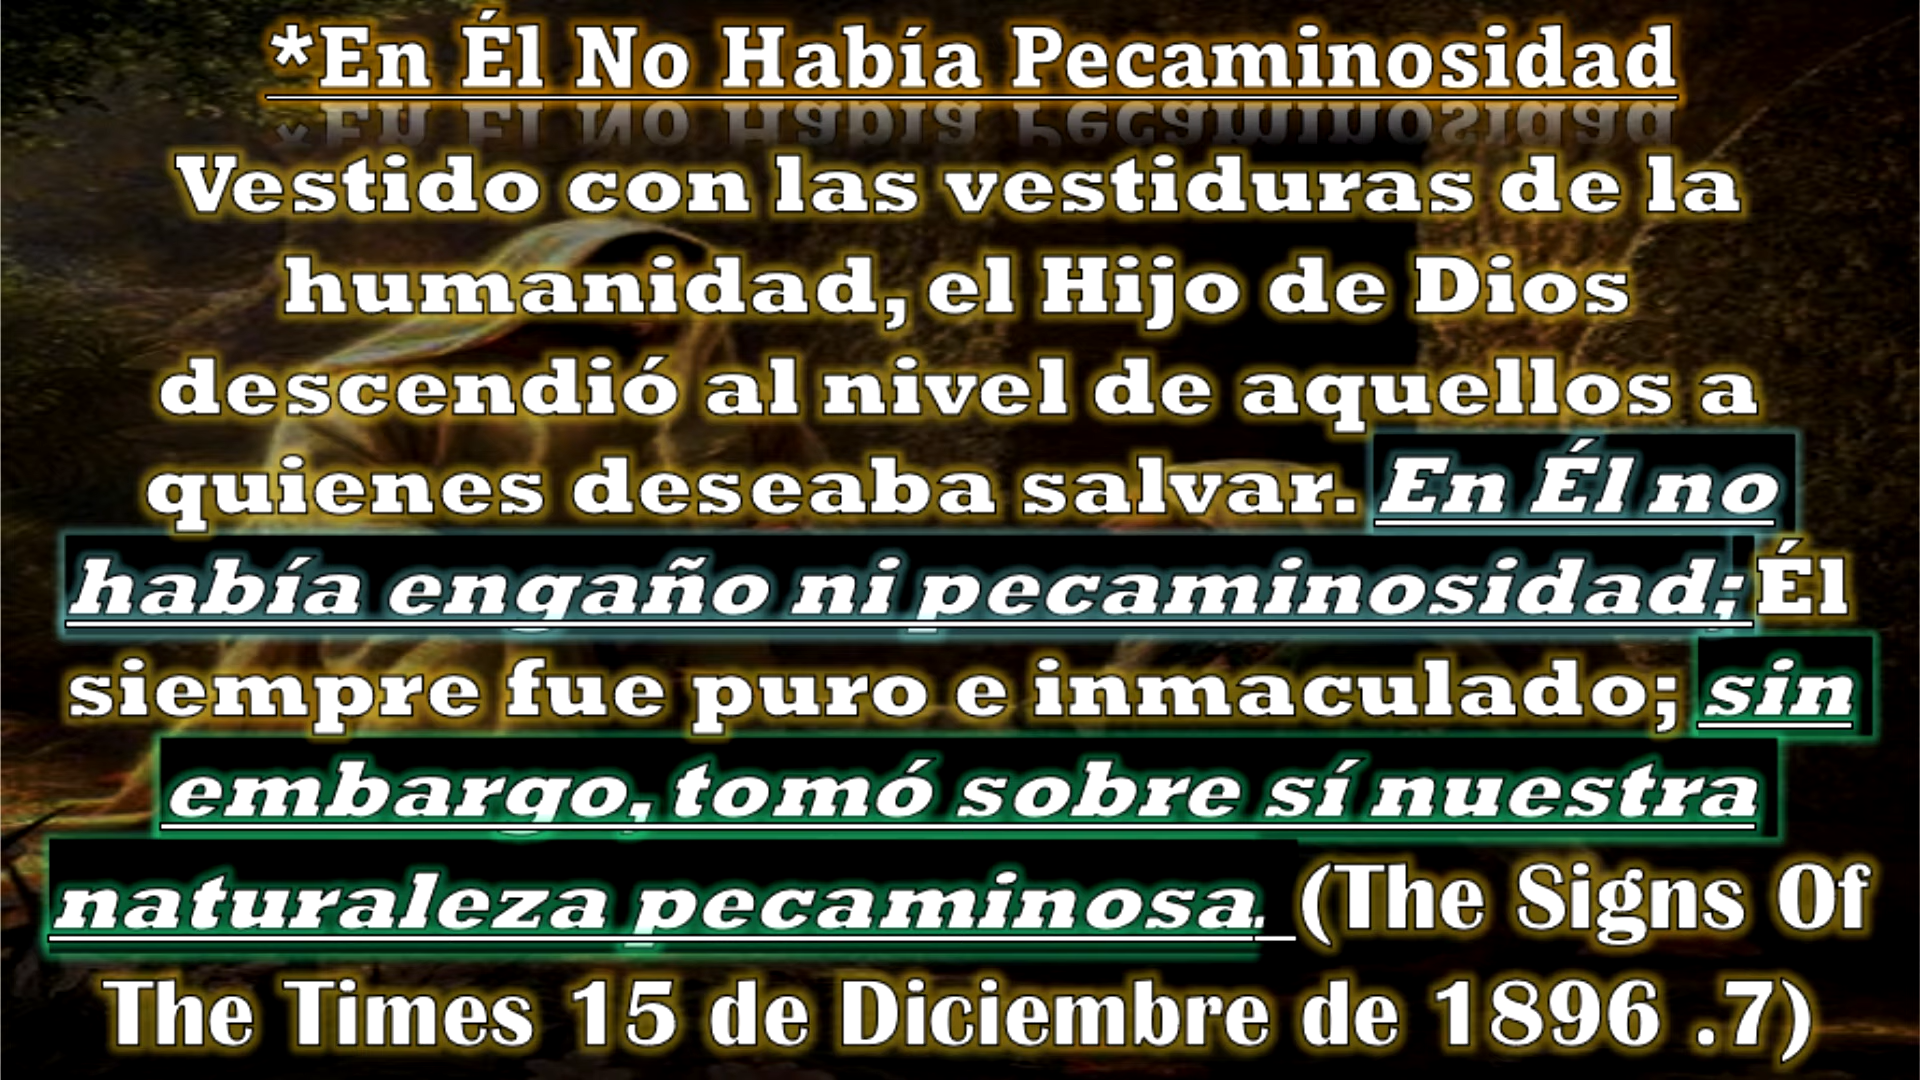 *En Él No Había Pecaminosidad
Vestido con las vestiduras de la
humanidad, el Hijo de Dios
descendió al nivel de aquellos a
quienes deseaba salvar. En Él no
había engaño ni pecaminosidad; Él
siempre fue puro e inmaculado; sin
embargo, tomó sobre sí nuestra
naturaleza pecaminosa. (The Signs Of
The Times 15 de Diciembre de 1896 .7)